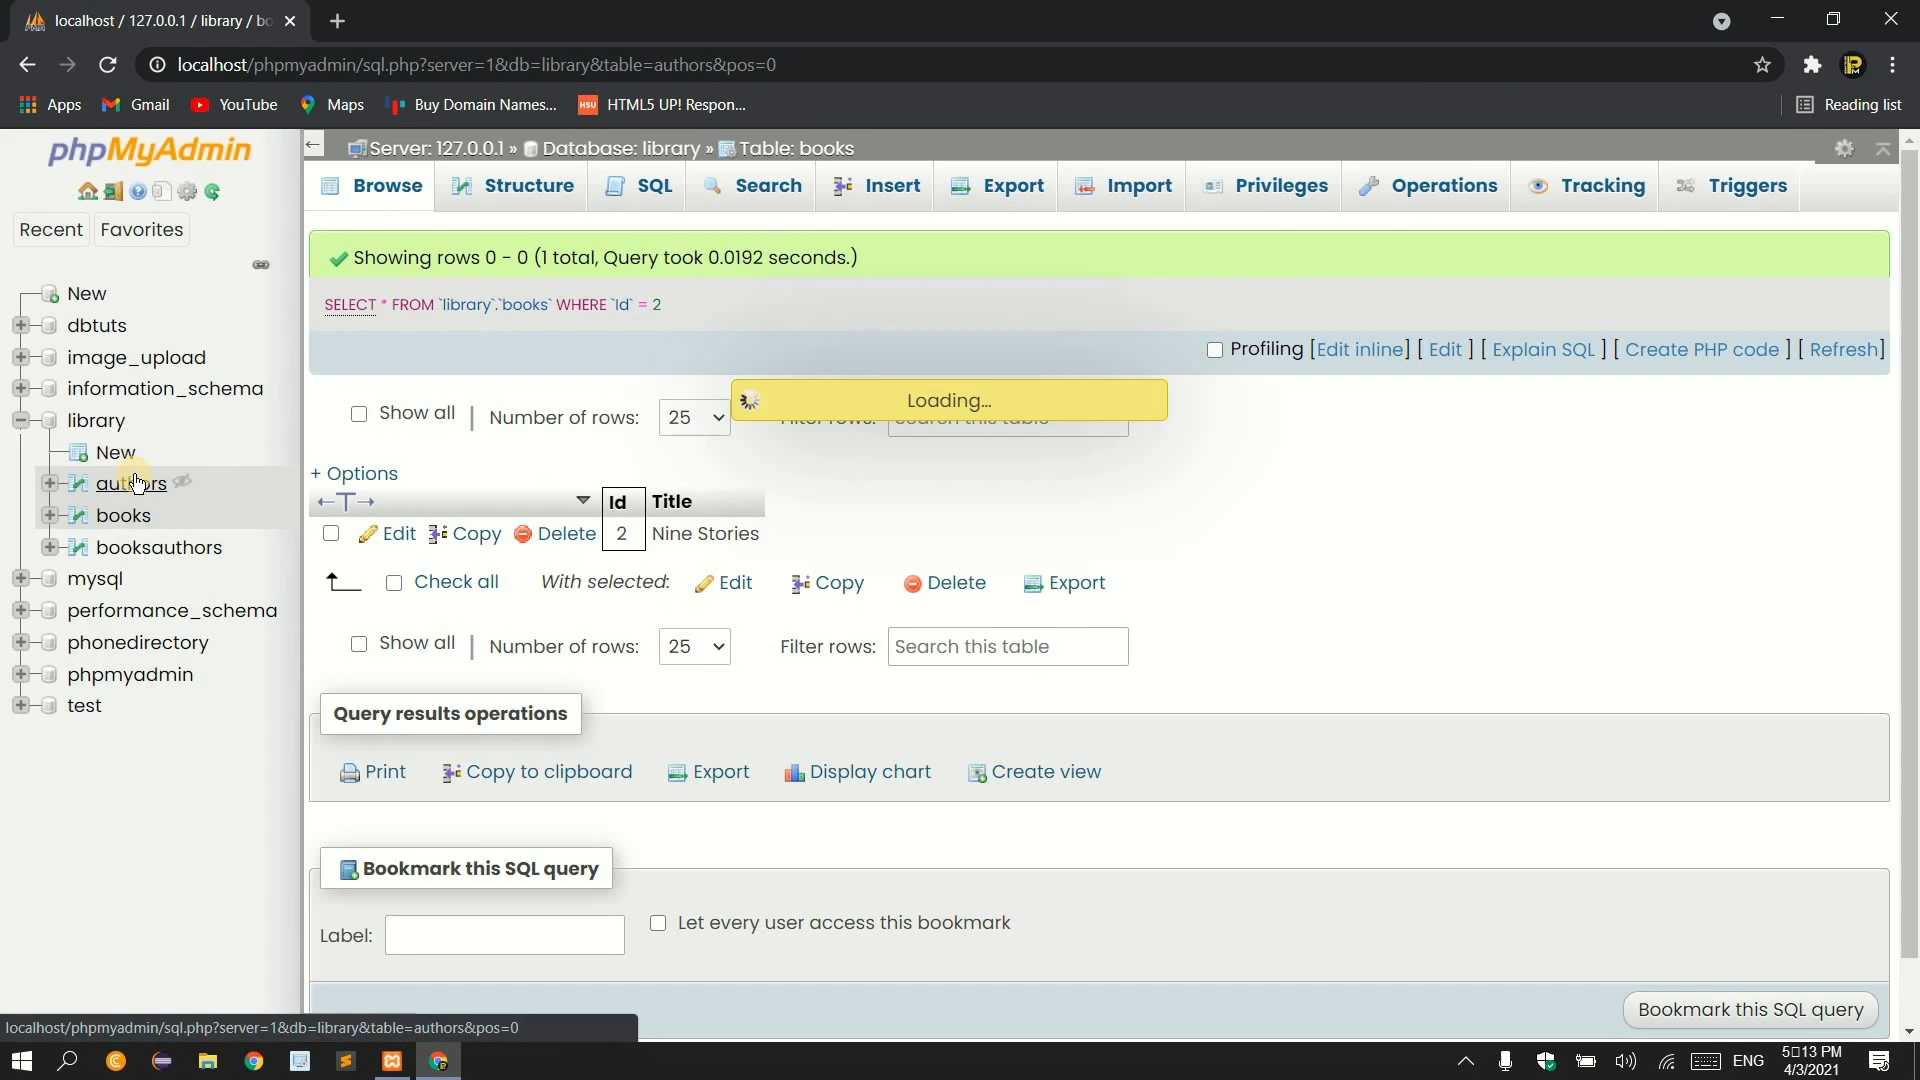 localhost / 127.0.0.1 / library / bo
localhost/phpmyadmin/sql.php?server=1&db=library&table=authors&pos=0
Apps
Gmail
YouTube
Maps
Buy Domain Names...
HTML5 UP! Respon...
Reading list
phpMyAdmin
Recent
Favorites
New
dbtuts
image_upload
information_schema
library
New
authors
books
booksauthors
mysql
performance_schema
phonedirectory
phpmyadmin
test
Server: 127.0.0.1 » Database: library » Table: books
Browse
Structure
SQL
Search
Insert
Export
Import
Privileges
Operations
Tracking
Triggers
Showing rows 0 - 0 (1 total, Query took 0.0192 seconds.)
SELECT * FROM `library`.`books` WHERE `Id` = 2
Profiling [Edit inline] [ Edit ] [ Explain SQL ] [ Create PHP code ] [ Refresh]
Loading...
Show all | Number of rows: 25 Filter rows: Search this table
+ Options
←T→ Id Title
Edit Copy Delete 2 Nine Stories
Check all With selected: Edit Copy Delete Export
Show all | Number of rows: 25 Filter rows: Search this table
Query results operations
Print Copy to clipboard Export Display chart Create view
Bookmark this SQL query
Label: Let every user access this bookmark
Bookmark this SQL query
localhost/phpmyadmin/sql.php?server=1&db=library&table=authors&pos=0
ENG
5▯13 PM
4/3/2021